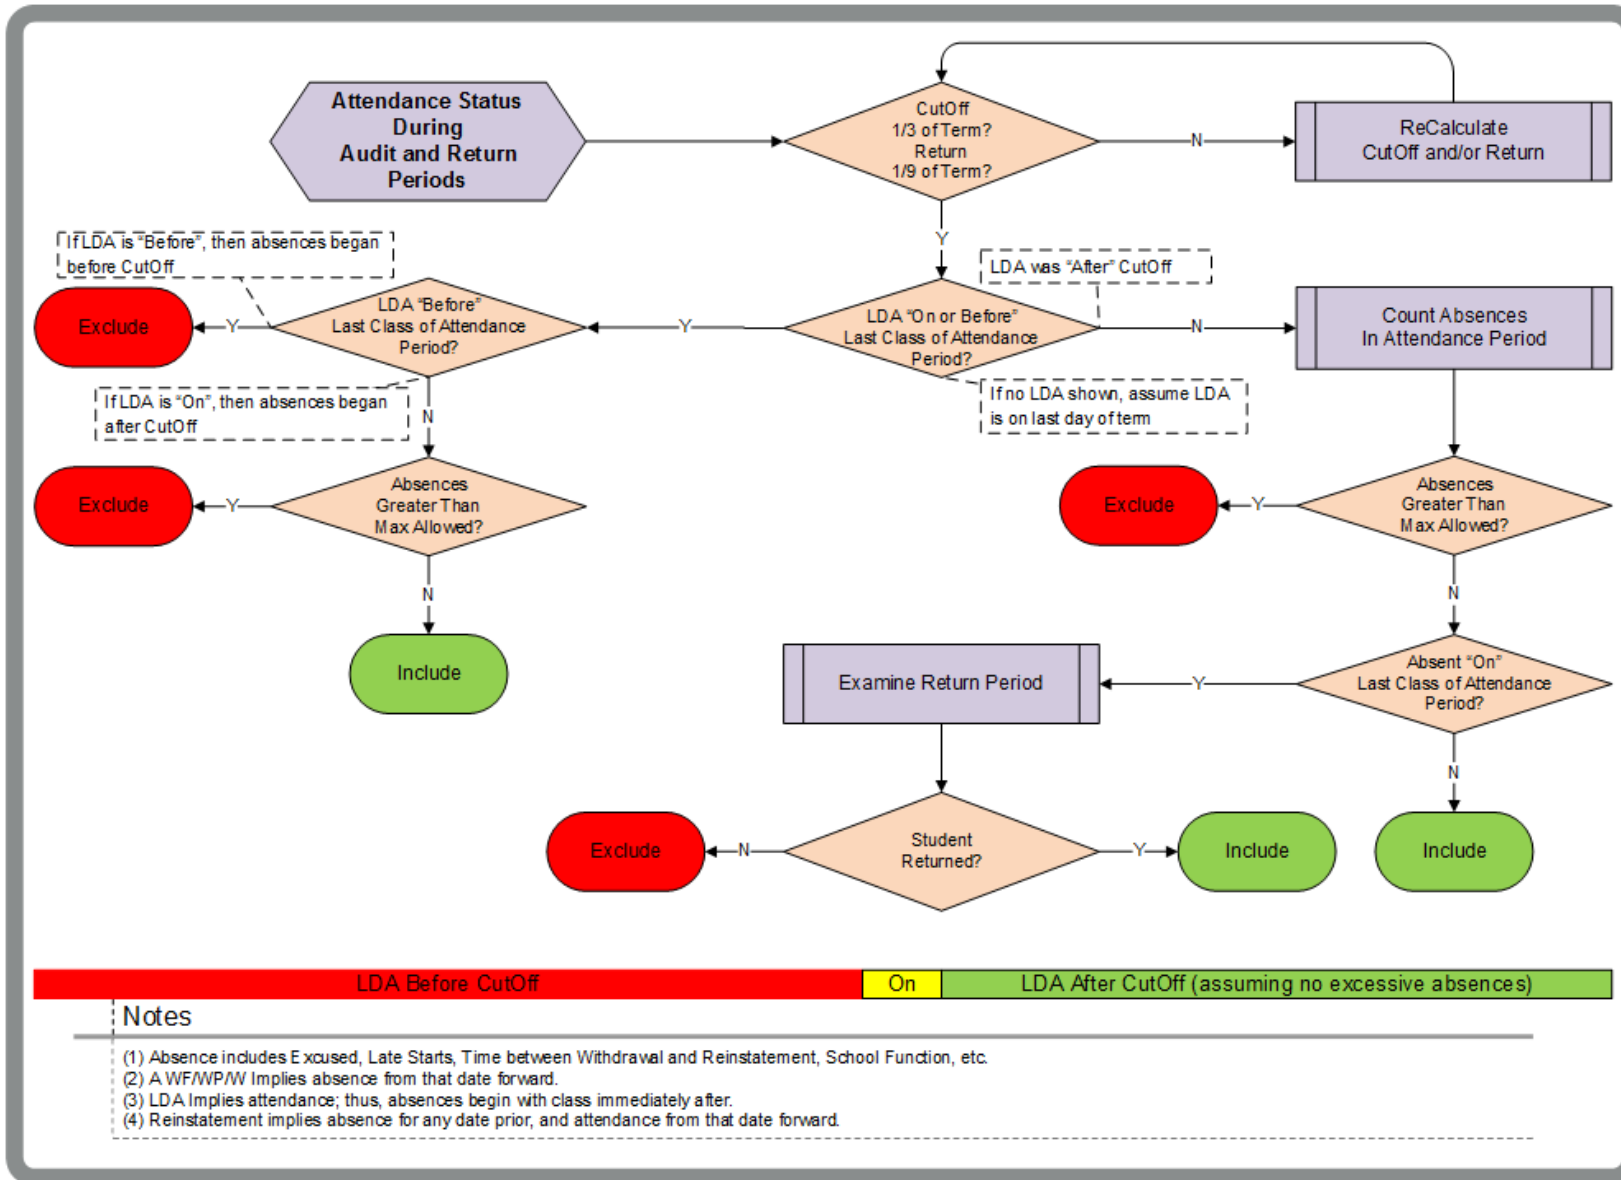 Attendance Status
During
Audit and Return
Periods
CutOff
1/3 of Term?
Return
1/9 of Term?
N
ReCalculate
CutOff and/or Return
Y
If LDA is “Before”, then absences began
before CutOff
LDA was “After” CutOff
Exclude
Y
LDA “Before”
Last Class of Attendance
Period?
Y
LDA “On or Before”
Last Class of Attendance
Period?
N
Count Absences
In Attendance Period
If LDA is “On”, then absences began
after CutOff
N
If no LDA shown, assume LDA
is on last day of term
Exclude
Y
Absences
Greater Than
Max Allowed?
Exclude
Y
Absences
Greater Than
Max Allowed?
N
N
Include
Examine Return Period
Y
Absent “On”
Last Class of Attendance
Period?
N
Exclude
N
Student
Returned?
Y
Include
Include
LDA Before CutOff
On
LDA After CutOff (assuming no excessive absences)
Notes
(1) Absence includes Excused, Late Starts, Time between Withdrawal and Reinstatement, School Function, etc.
(2) A WF/WP/W Implies absence from that date forward.
(3) LDA Implies attendance; thus, absences begin with class immediately after.
(4) Reinstatement implies absence for any date prior, and attendance from that date forward.